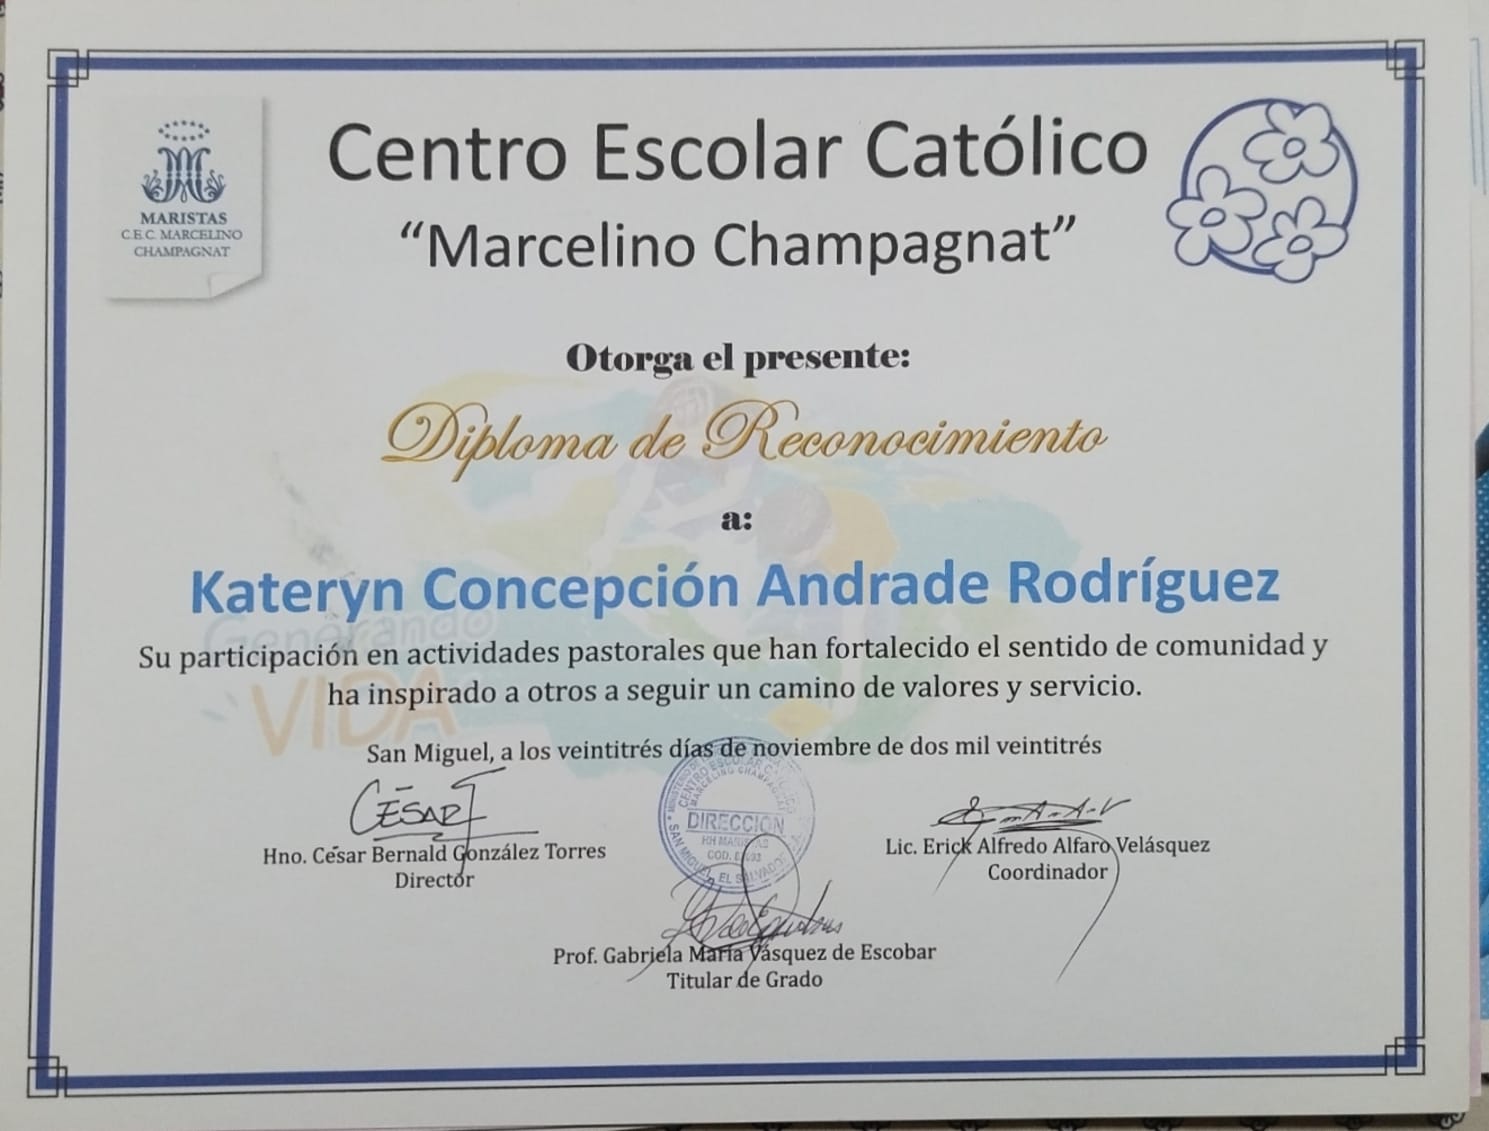 MARISTAS
C.E.C. MARCELINO
CHAMPAGNAT
Centro Escolar Católico
“Marcelino Champagnat”
Otorga el presente:
Diploma de Reconocimiento
a:
Kateryn Concepción Andrade Rodríguez
Generando
VIDA
Su participación en actividades pastorales que han fortalecido el sentido de comunidad y
ha inspirado a otros a seguir un camino de valores y servicio.
San Miguel, a los veintitrés días de noviembre de dos mil veintitrés
CENTRO ESCOLAR CATÓLICO
MARCELINO CHAMPAGNAT
DIRECCION
HH MARISTAS
COD.
SAN MIGUEL, EL SALVADOR
CÉSAR
Hno. César Bernald González Torres
Director
Lic. Erick Alfredo Alfaro Velásquez
Coordinador
Prof. Gabriela María Vásquez de Escobar
Titular de Grado